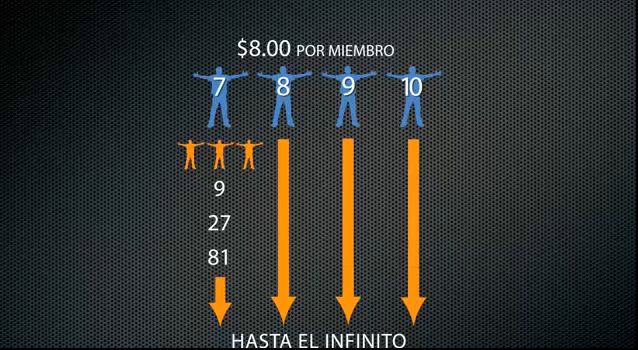 $8.00 POR MIEMBRO
7 8 9 10
9
27
81
HASTA EL INFINITO